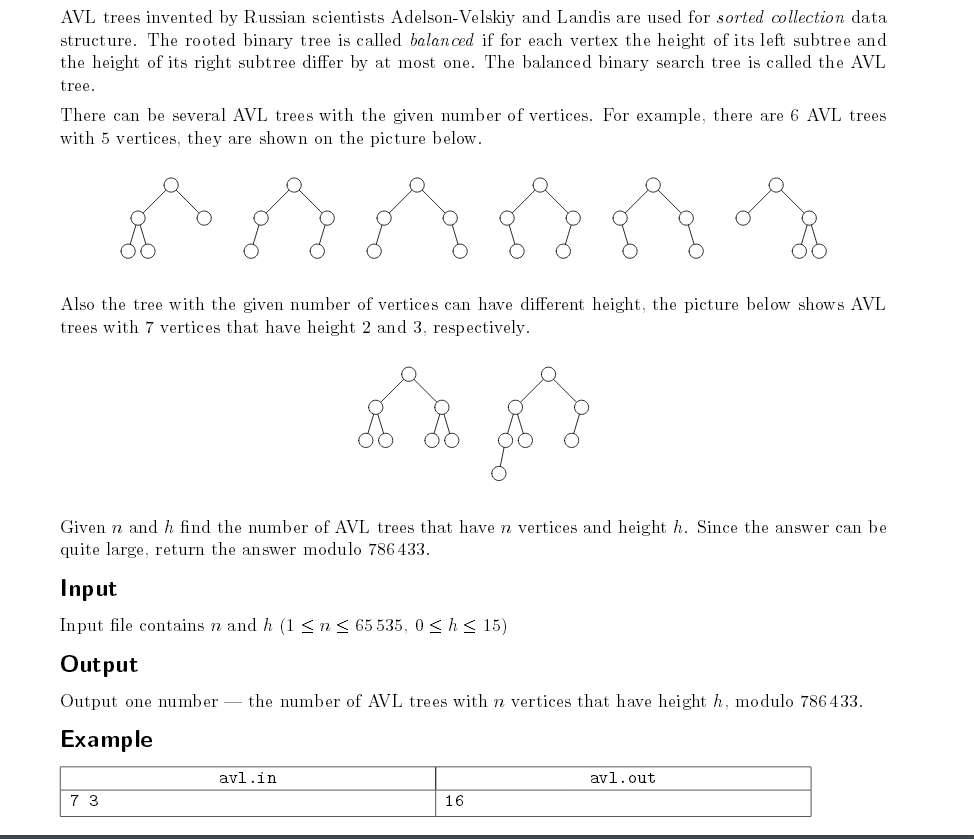 AVL trees invented by Russian scientists Adelson-Velskiy and Landis are used for sorted collection data
structure. The rooted binary tree is called balanced if for each vertex the height of its left subtree and
the height of its right subtree differ by at most one. The balanced binary search tree is called the AVL
tree.
There can be several AVL trees with the given number of vertices. For example, there are 6 AVL trees
with 5 vertices, they are shown on the picture below.
Also the tree with the given number of vertices can have different height, the picture below shows AVL
trees with 7 vertices that have height 2 and 3, respectively.
Given n and h find the number of AVL trees that have n vertices and height h. Since the answer can be
quite large, return the answer modulo 786 433.
Input
Input file contains n and h (1 ≤ n ≤ 65 535, 0 ≤ h ≤ 15)
Output
Output one number — the number of AVL trees with n vertices that have height h, modulo 786 433.
Example
avl.in avl.out
7 3 16